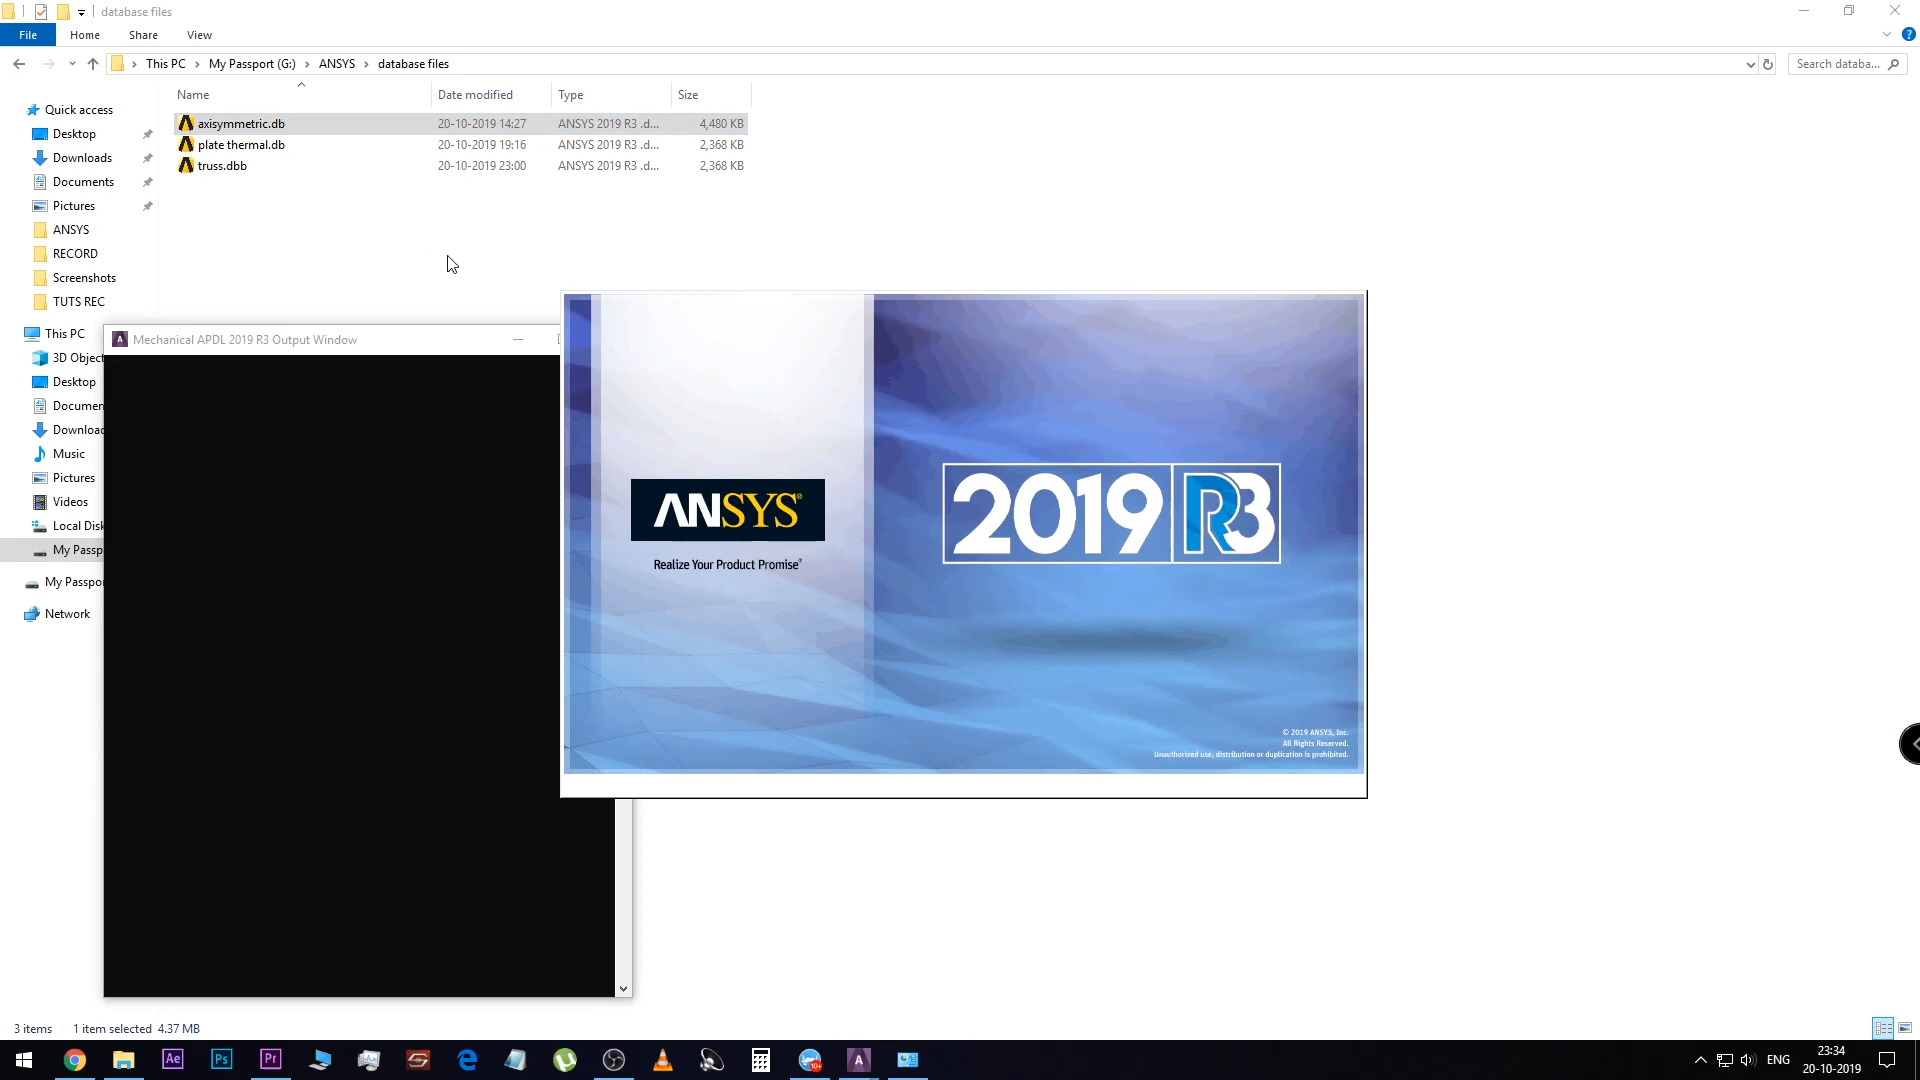 database files
File Home Share View
This PC My Passport (G:) ANSYS database files
Search databa...
Name Date modified Type Size
axisymmetric.db 20-10-2019 14:27 ANSYS 2019 R3 .d... 4,480 KB
plate thermal.db 20-10-2019 19:16 ANSYS 2019 R3 .d... 2,368 KB
truss.dbb 20-10-2019 23:00 ANSYS 2019 R3 .d... 2,368 KB
Quick access
Desktop
Downloads
Documents
Pictures
ANSYS
RECORD
Screenshots
TUTS REC
This PC
3D Object
Desktop
Documen
Downloac
Music
Pictures
Videos
Local Disk
My Passp
My Passpor
Network
A Mechanical APDL 2019 R3 Output Window
ANSYS®
Realize Your Product Promise®
2019 R3
© 2019 ANSYS, Inc.
All Rights Reserved.
Unauthorized use, distribution or duplication is prohibited.
3 items 1 item selected 4.37 MB
Ae Ps Pr 10+ A
ENG
23:34
20-10-2019